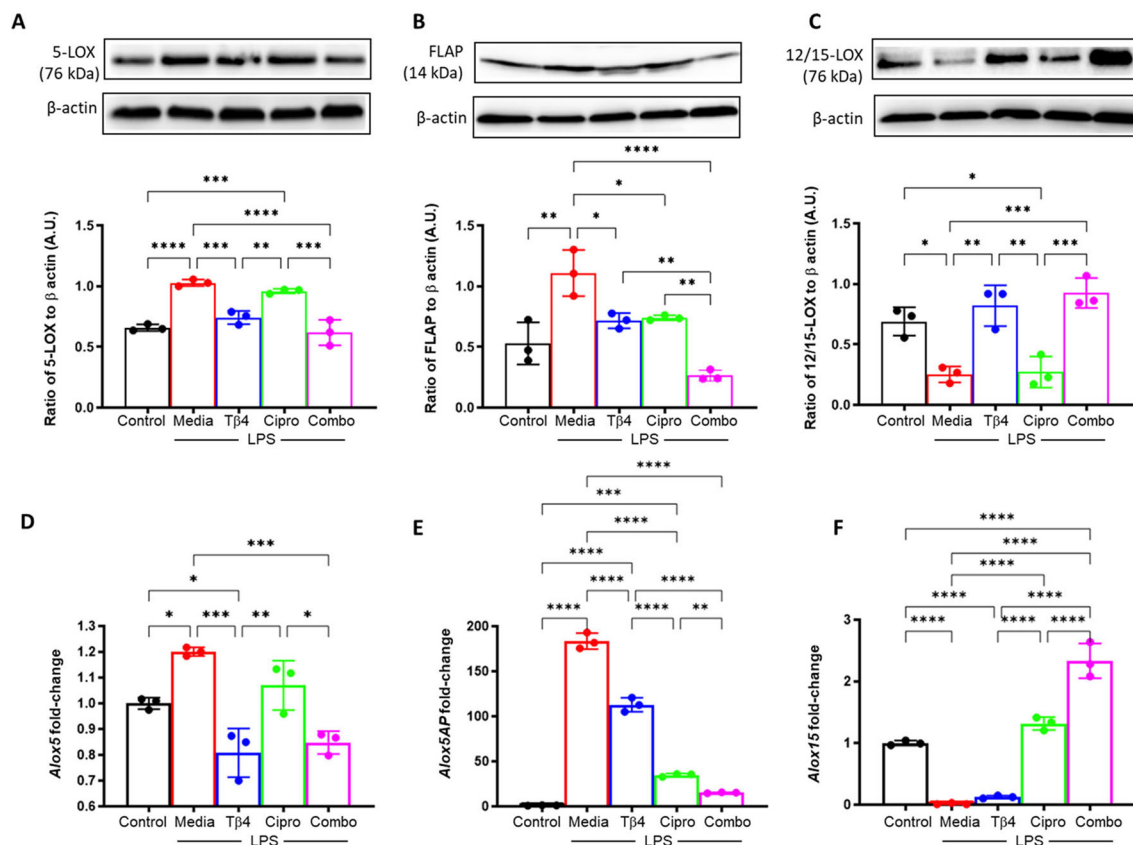 A
5-LOX
(76 kDa)
β-actin
***
****
**** *** ** ***
Ratio of 5-LOX to β actin (A.U.)
1.5
1.0
0.5
0.0
Control Media Tβ4 Cipro Combo
LPS
B
FLAP
(14 kDa)
β-actin
****
*
** *
**
**
Ratio of FLAP to β actin (A.U.)
1.5
1.0
0.5
0.0
Control Media Tβ4 Cipro Combo
LPS
C
12/15-LOX
(76 kDa)
β-actin
*
***
* ** ** ***
Ratio of 12/15-LOX to β actin (A.U.)
1.5
1.0
0.5
0.0
Control Media Tβ4 Cipro Combo
LPS
D
***
*
* *** ** *
Alox5 fold-change
1.3
1.2
1.1
1.0
0.9
0.8
0.7
0.6
Control Media Tβ4 Cipro Combo
LPS
E
****
***
****
****
**** ****
**** **** **
Alox5AP fold-change
200
150
100
50
0
Control Media Tβ4 Cipro Combo
LPS
F
****
****
****
**** ****
**** **** ****
Alox15 fold-change
3
2
1
0
Control Media Tβ4 Cipro Combo
LPS